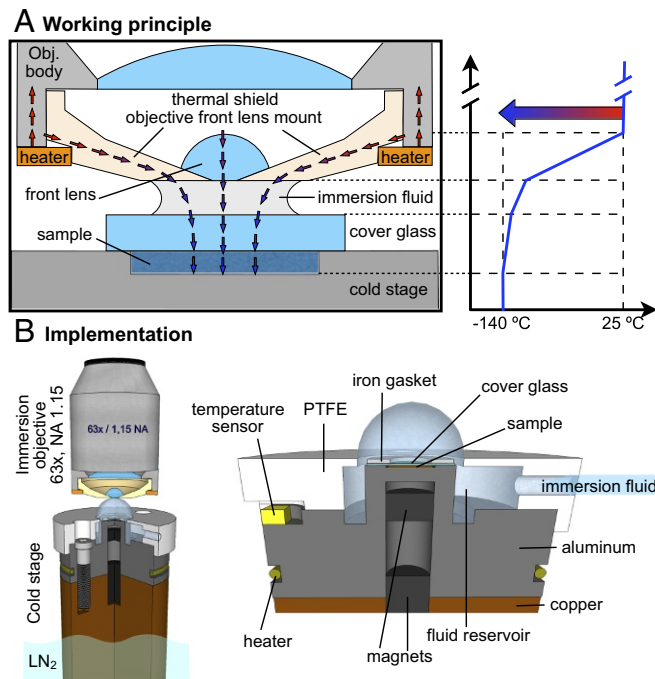 A Working principle
Obj.
body
thermal shield
objective front lens mount
heater
heater
front lens
immersion fluid
sample
cover glass
cold stage
-140 ºC
25 ºC
B Implementation
Immersion
objective
63x, NA 1.15
63x / 1,15 NA
Cold stage
LN₂
iron gasket
cover glass
PTFE
sample
temperature
sensor
immersion fluid
aluminum
copper
heater
fluid reservoir
magnets